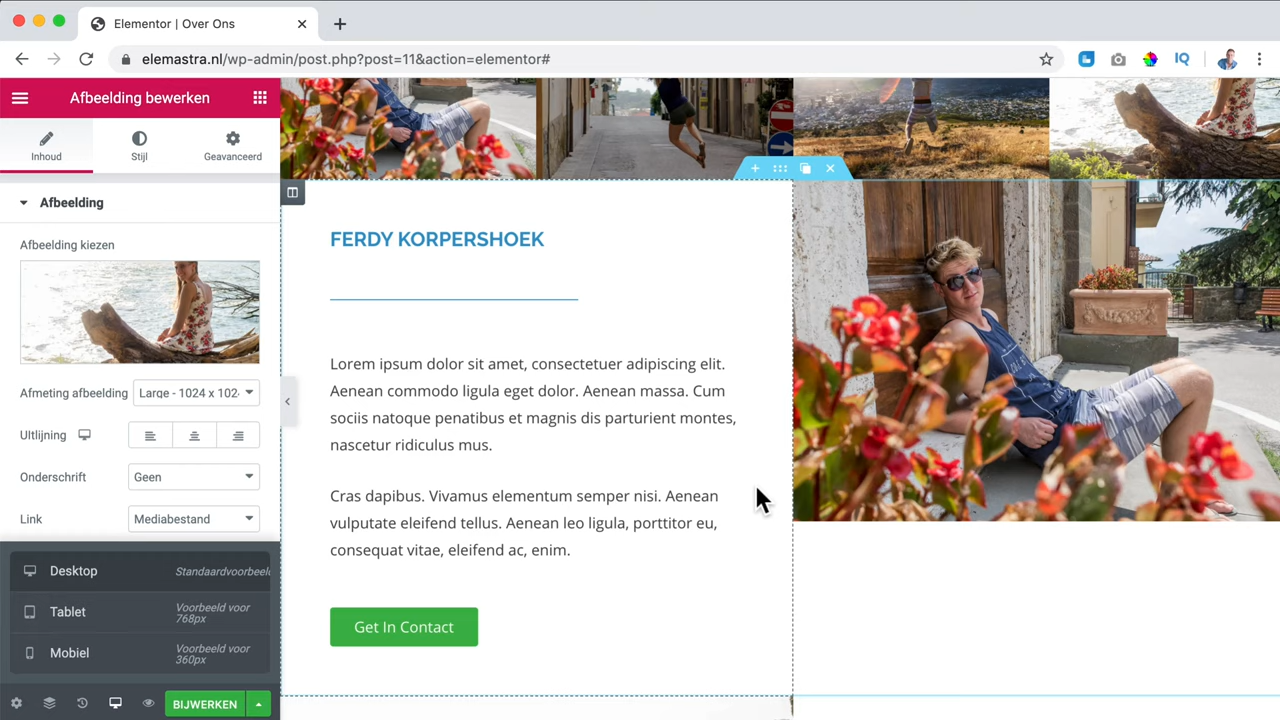 Elementor | Over Ons
elemastra.nl/wp-admin/post.php?post=11&action=elementor#
IQ
Afbeelding bewerken
Inhoud
Stijl
Geavanceerd
Afbeelding
Afbeelding kiezen
Afmeting afbeelding
Large - 1024 x 102
Uitlijning
Onderschrift
Geen
Link
Mediabestand
Desktop
Standaardvoorbeeld
Tablet
Voorbeeld voor
768px
Mobiel
Voorbeeld voor
360px
BIJWERKEN
FERDY KORPERSHOEK
Lorem ipsum dolor sit amet, consectetuer adipiscing elit.
Aenean commodo ligula eget dolor. Aenean massa. Cum
sociis natoque penatibus et magnis dis parturient montes,
nascetur ridiculus mus.
Cras dapibus. Vivamus elementum semper nisi. Aenean
vulputate eleifend tellus. Aenean leo ligula, porttitor eu,
consequat vitae, eleifend ac, enim.
Get In Contact